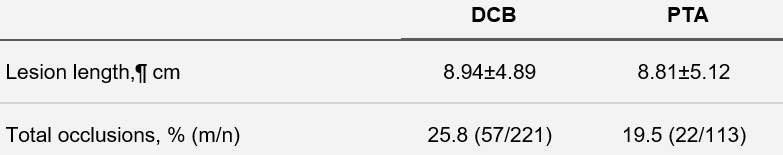 DCB PTA
Lesion length,¶ cm 8.94±4.89 8.81±5.12
Total occlusions, % (m/n) 25.8 (57/221) 19.5 (22/113)